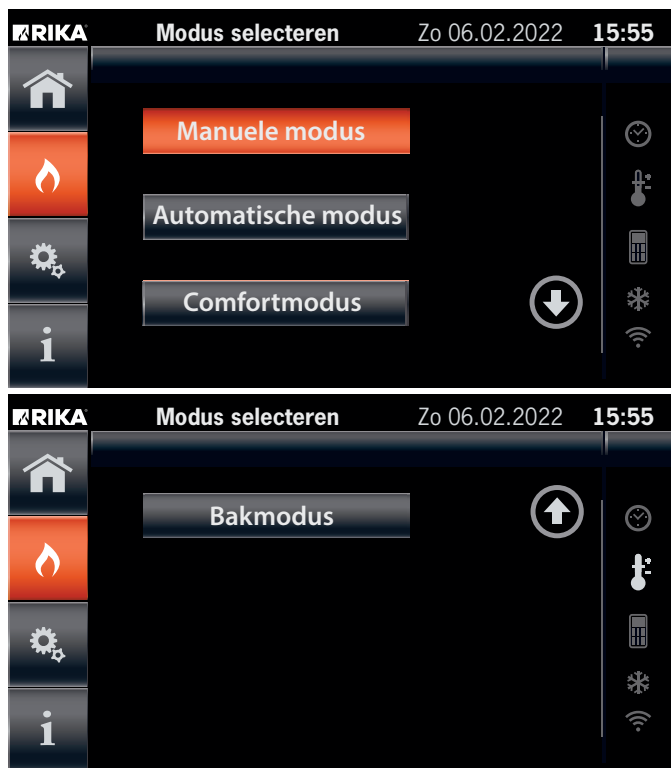 RIKA Modus selecteren Zo 06.02.2022 15:55
Manuele modus
Automatische modus
Comfortmodus
i
RIKA Modus selecteren Zo 06.02.2022 15:55
Bakmodus
i